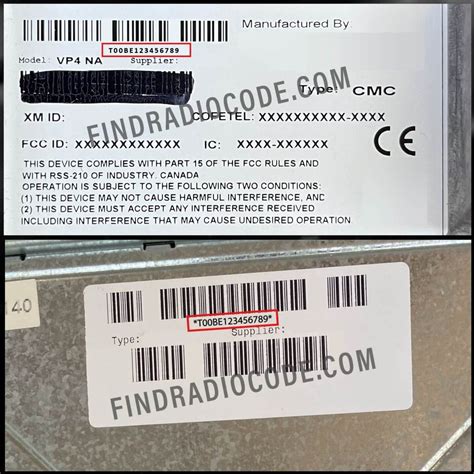 Manufactured By:
T00BE123456789
Model: VP4 NA Supplier:
FINDRADIOCODE.COM
Type: CMC
XM ID: COFETEL: XXXXXXXXXX-XXXX
FCC ID: XXXXXXXXXXXX IC: XXXX-XXXXXX
CE
THIS DEVICE COMPLIES WITH PART 15 OF THE FCC RULES AND
WITH RSS-210 OF INDUSTRY. CANADA
OPERATION IS SUBJECT TO THE FOLLOWING TWO CONDITIONS:
(1) THIS DEVICE MAY NOT CAUSE HARMFUL INTERFERENCE, AND
(2) THIS DEVICE MUST ACCEPT ANY INTERFERENCE RECEIVED
INCLUDING INTERFERENCE THAT MAY CAUSE UNDESIRED OPERATION
40
*T00BE123456789*
Type: Supplier:
FINDRADIOCODE.COM